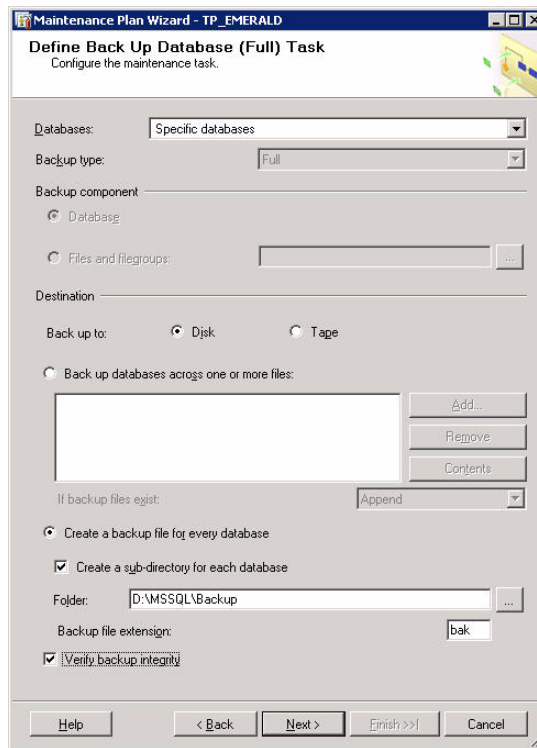 Maintenance Plan Wizard - TP_EMERALD
Define Back Up Database (Full) Task
Configure the maintenance task.
Databases: Specific databases
Backup type: Full
Backup component
Database
Files and filegroups: ...
Destination
Back up to: Disk Tape
Back up databases across one or more files:
Add...
Remove
Contents
If backup files exist: Append
Create a backup file for every database
Create a sub-directory for each database
Folder: D:\MSSQL\Backup ...
Backup file extension: bak
Verify backup integrity
Help < Back Next > Finish >>| Cancel